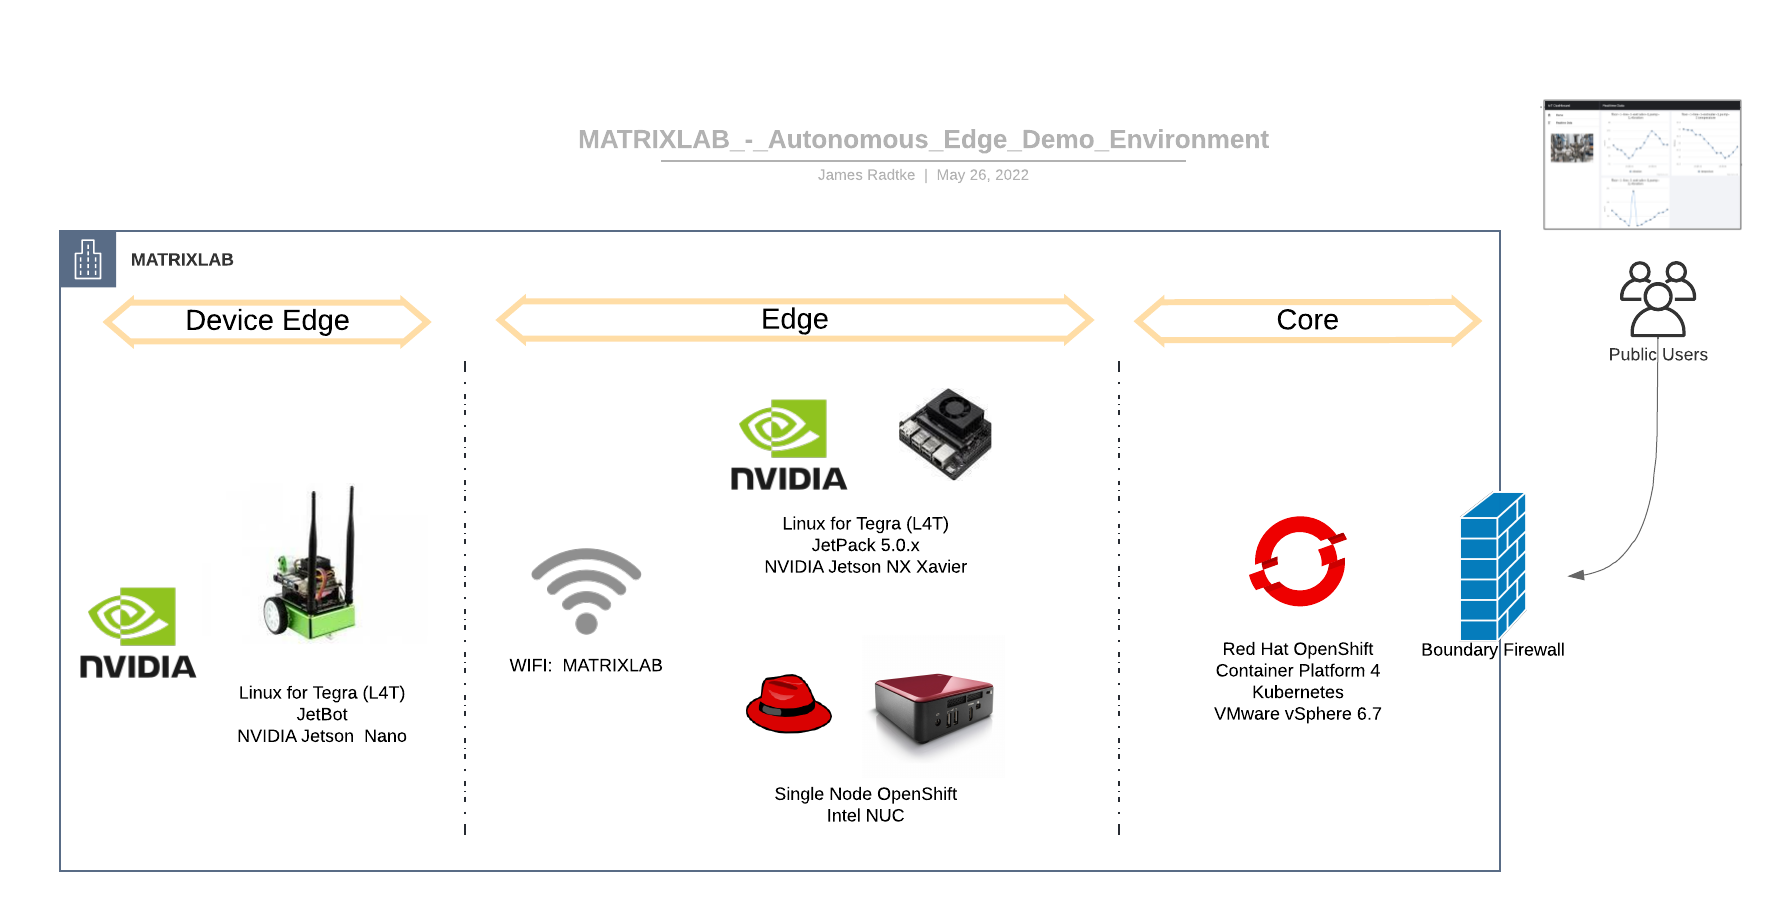 MATRIXLAB_-_Autonomous_Edge_Demo_Environment
James Radtke | May 26, 2022
MATRIXLAB
Device Edge
Edge
Core
Public Users
NVIDIA
Linux for Tegra (L4T)
JetPack 5.0.x
NVIDIA Jetson NX Xavier
NVIDIA
Linux for Tegra (L4T)
JetBot
NVIDIA Jetson  Nano
WIFI:  MATRIXLAB
Single Node OpenShift
Intel NUC
Red Hat OpenShift
Container Platform 4
Kubernetes
VMware vSphere 6.7
Boundary Firewall